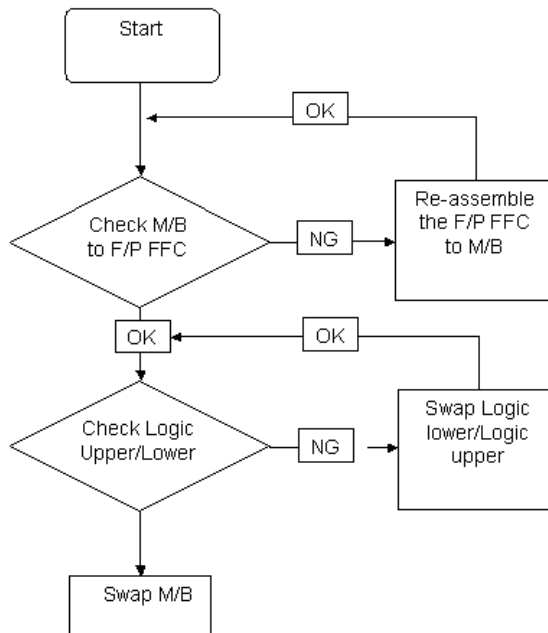 Start
OK
Check M/B
to F/P FFC
NG
Re-assemble
the F/P FFC
to M/B
OK
OK
Check Logic
Upper/Lower
NG
Swap Logic
lower/Logic
upper
Swap M/B